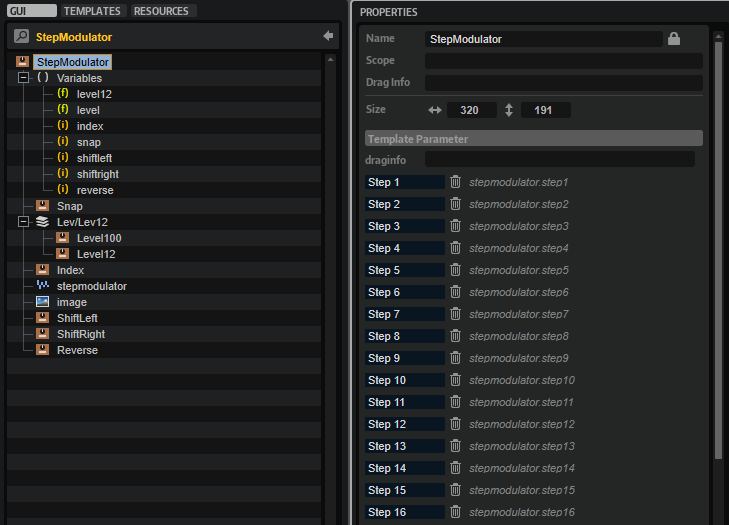 GUI TEMPLATES RESOURCES
StepModulator
StepModulator
( ) Variables
(f) level12
(f) level
(i) index
(i) snap
(i) shiftleft
(i) shiftright
(i) reverse
Snap
Lev/Lev12
Level100
Level12
Index
stepmodulator
image
ShiftLeft
ShiftRight
Reverse
PROPERTIES
Name StepModulator
Scope
Drag Info
Size 320 191
Template Parameter
draginfo
Step 1 stepmodulator.step1
Step 2 stepmodulator.step2
Step 3 stepmodulator.step3
Step 4 stepmodulator.step4
Step 5 stepmodulator.step5
Step 6 stepmodulator.step6
Step 7 stepmodulator.step7
Step 8 stepmodulator.step8
Step 9 stepmodulator.step9
Step 10 stepmodulator.step10
Step 11 stepmodulator.step11
Step 12 stepmodulator.step12
Step 13 stepmodulator.step13
Step 14 stepmodulator.step14
Step 15 stepmodulator.step15
Step 16 stepmodulator.step16